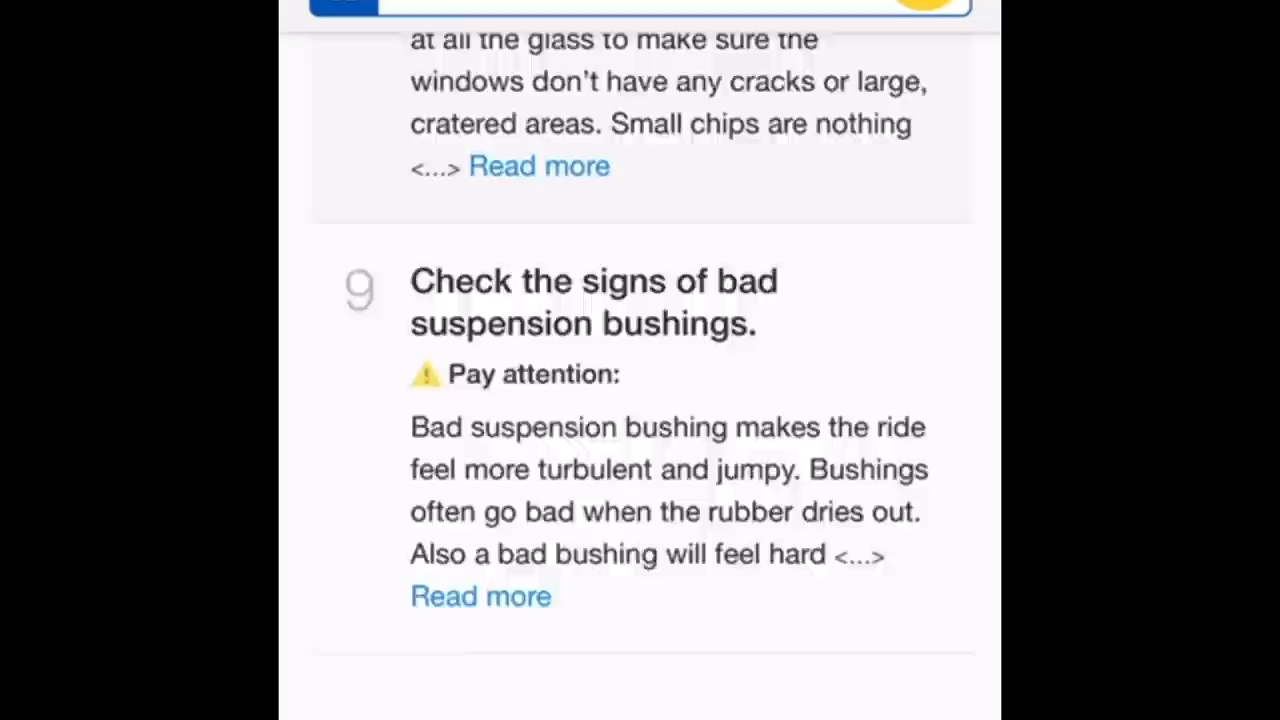 at all the glass to make sure the
windows don't have any cracks or large,
cratered areas. Small chips are nothing
<...> Read more
9
Check the signs of bad
suspension bushings.
⚠ Pay attention:
Bad suspension bushing makes the ride
feel more turbulent and jumpy. Bushings
often go bad when the rubber dries out.
Also a bad bushing will feel hard <...>
Read more